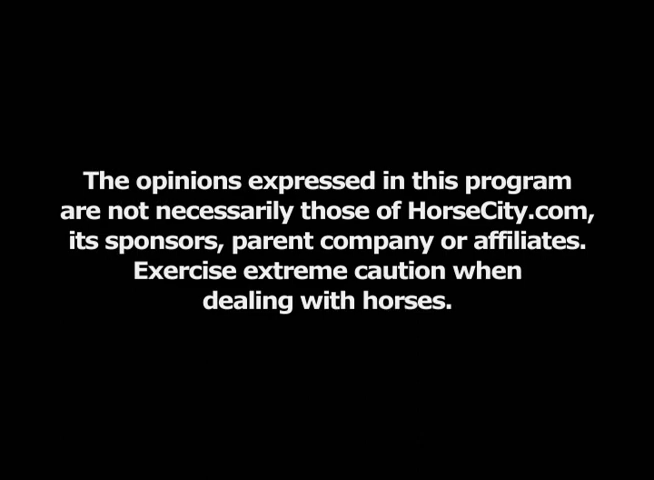 The opinions expressed in this program
are not necessarily those of HorseCity.com,
its sponsors, parent company or affiliates.
Exercise extreme caution when
dealing with horses.